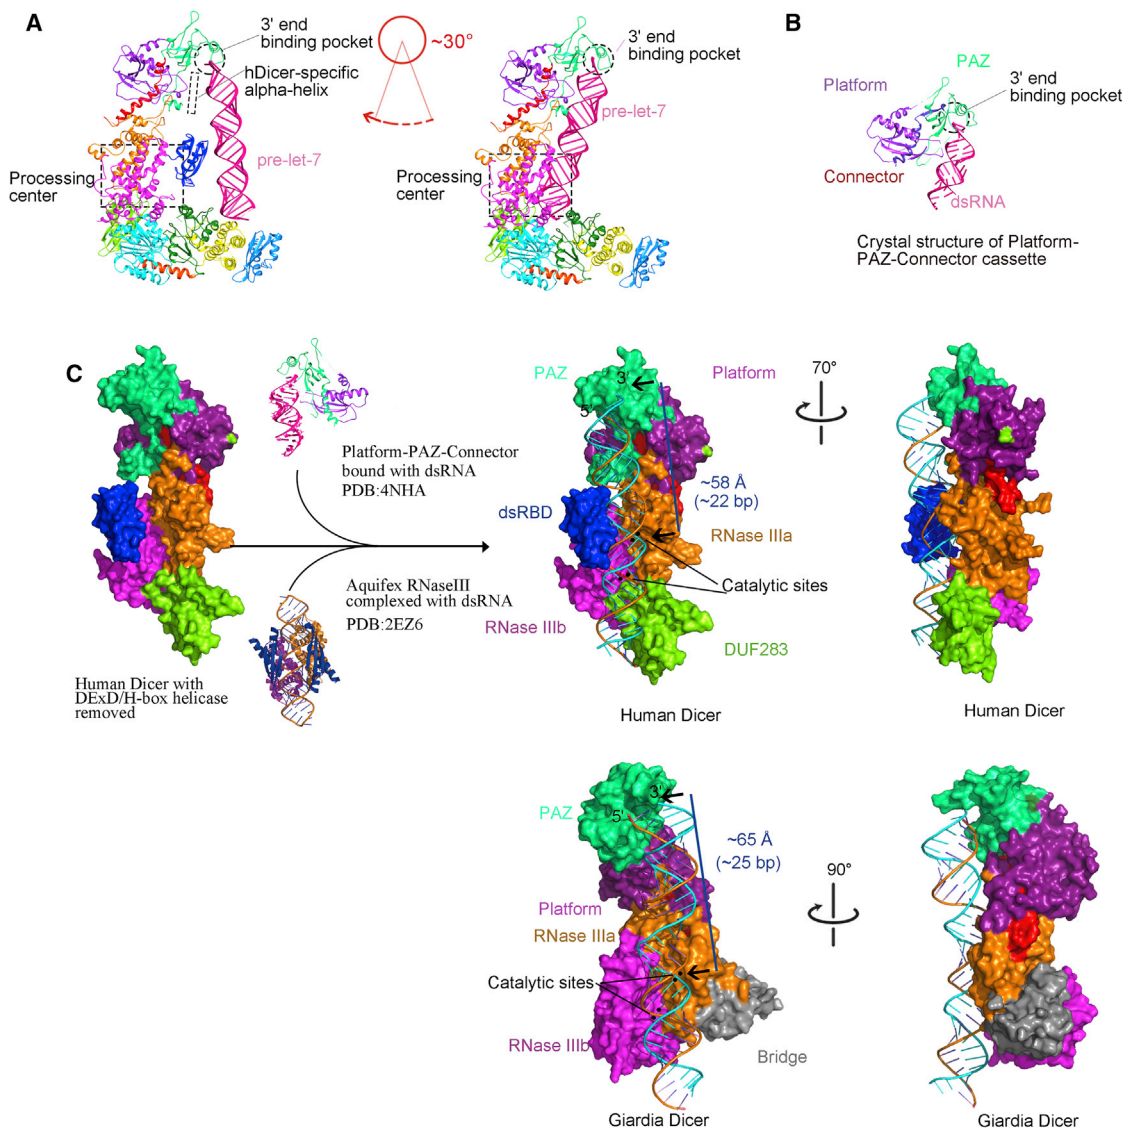 A
3' end
binding pocket
hDicer-specific
alpha-helix
~30°
pre-let-7
Processing
center
3' end
binding pocket
pre-let-7
Processing
center
B
PAZ
Platform
3' end
binding pocket
Connector
dsRNA
Crystal structure of Platform-
PAZ-Connector cassette
C
Platform-PAZ-Connector
bound with dsRNA
PDB:4NHA
Aquifex RNaseIII
complexed with dsRNA
PDB:2EZ6
Human Dicer with
DExD/H-box helicase
removed
PAZ
3'
5'
Platform
70°
~58 Å
(~22 bp)
dsRBD
RNase IIIa
Catalytic sites
RNase IIIb
DUF283
Human Dicer
Human Dicer
PAZ
3'
5'
~65 Å
(~25 bp)
90°
Platform
RNase IIIa
Catalytic sites
RNase IIIb
Bridge
Giardia Dicer
Giardia Dicer